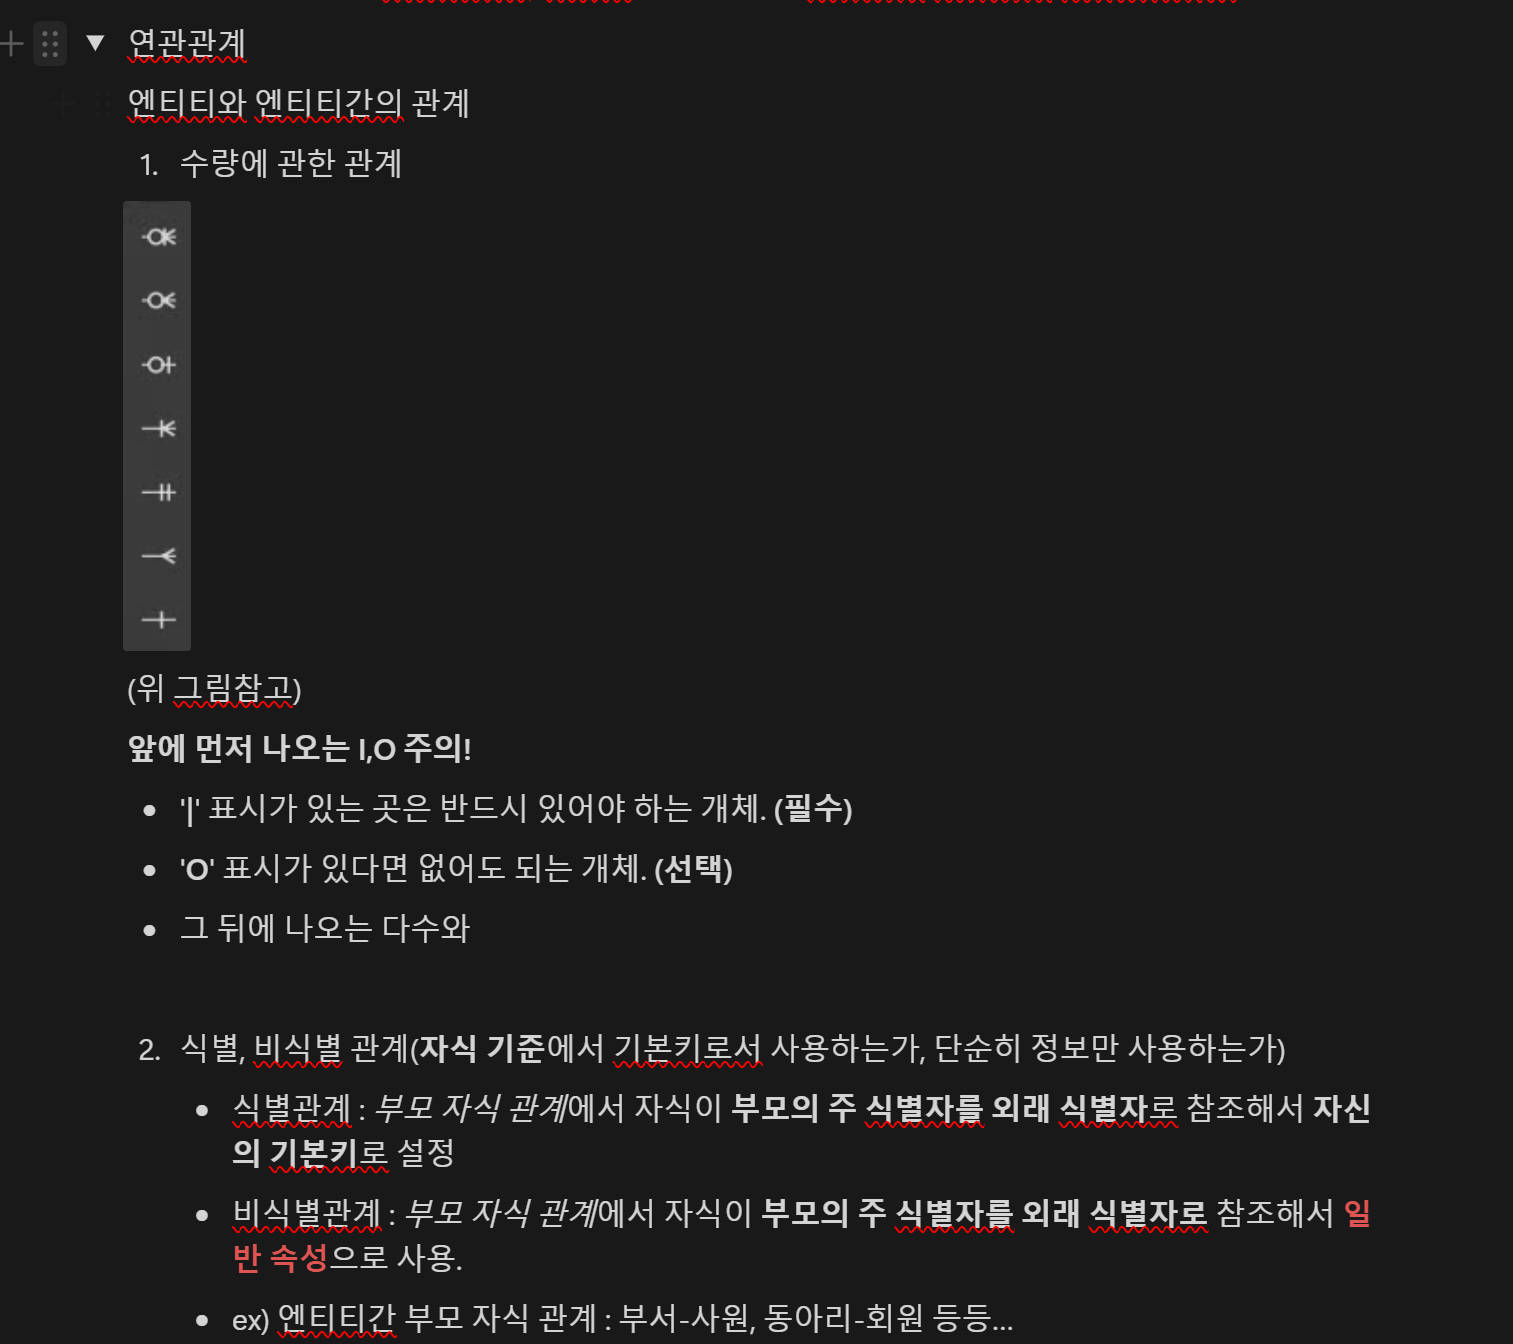 연관관계
엔티티와 엔티티간의 관계
1. 수량에 관한 관계
(위 그림참고)
앞에 먼저 나오는 I,O 주의!
• '|' 표시가 있는 곳은 반드시 있어야 하는 개체. (필수)
• 'O' 표시가 있다면 없어도 되는 개체. (선택)
• 그 뒤에 나오는 다수와
2. 식별, 비식별 관계(자식 기준에서 기본키로서 사용하는가, 단순히 정보만 사용하는가)
• 식별관계 : 부모 자식 관계에서 자식이 부모의 주 식별자를 외래 식별자로 참조해서 자신
의 기본키로 설정
• 비식별관계 : 부모 자식 관계에서 자식이 부모의 주 식별자를 외래 식별자로 참조해서 일
반 속성으로 사용.
• ex) 엔티티간 부모 자식 관계 : 부서-사원, 동아리-회원 등등...